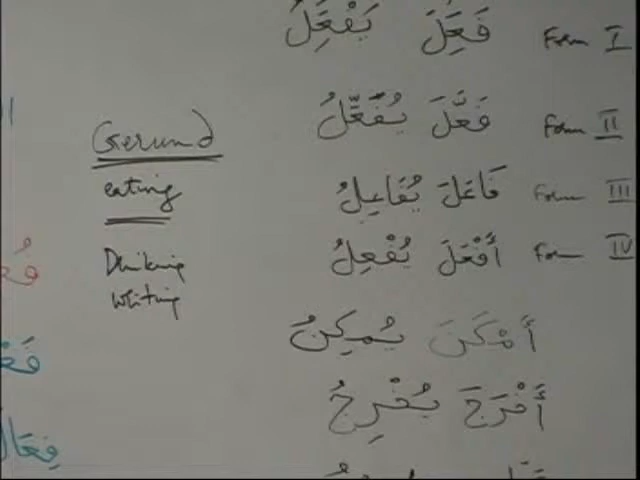 فَعَلَ يَفْعَلُ Form I
فَعَّلَ يُفَعِّلُ Form II
فَاعَلَ يُفَاعِلُ Form III
أَفْعَلَ يُفْعِلُ Form IV
أَمْكَنَ يُمْكِنُ
أَخْرَجَ يُخْرِجُ
Gerund
eating
Drinking
writing